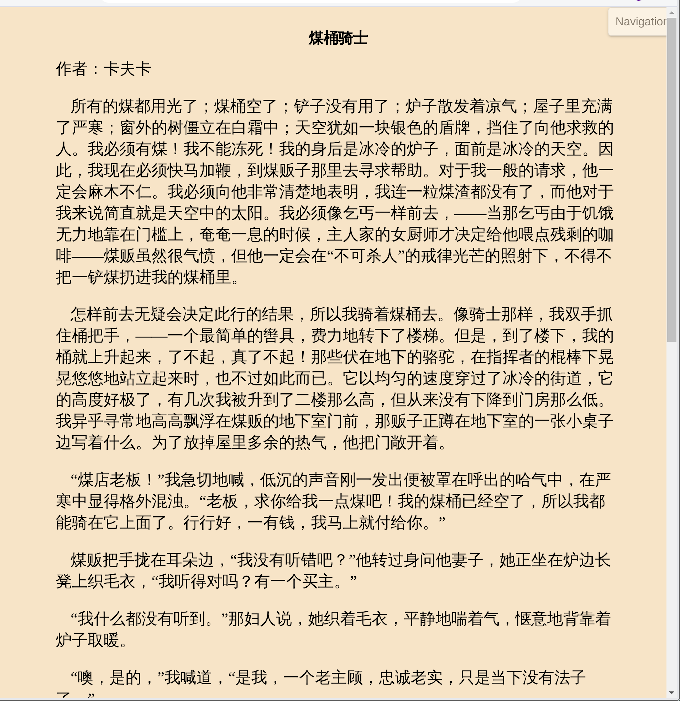 Navigation
煤桶骑士
作者：卡夫卡
所有的煤都用光了；煤桶空了；铲子没有用了；炉子散发着凉气；屋子里充满
了严寒；窗外的树僵立在白霜中；天空犹如一块银色的盾牌，挡住了向他求救的
人。我必须有煤！我不能冻死！我的身后是冰冷的炉子，面前是冰冷的天空。因
此，我现在必须快马加鞭，到煤贩子那里去寻求帮助。对于我一般的请求，他一
定会麻木不仁。我必须向他非常清楚地表明，我连一粒煤渣都没有了，而他对于
我来说简直就是天空中的太阳。我必须像乞丐一样前去，——当那乞丐由于饥饿
无力地靠在门槛上，奄奄一息的时候，主人家的女厨师才决定给他喂点残剩的咖
啡——煤贩虽然很气愤，但他一定会在“不可杀人”的戒律光芒的照射下，不得不
把一铲煤扔进我的煤桶里。
怎样前去无疑会决定此行的结果，所以我骑着煤桶去。像骑士那样，我双手抓
住桶把手，——一个最简单的辔具，费力地转下了楼梯。但是，到了楼下，我的
桶就上升起来，了不起，真了不起！那些伏在地下的骆驼，在指挥者的棍棒下晃
晃悠悠地站立起来时，也不过如此而已。它以均匀的速度穿过了冰冷的街道，它
的高度好极了，有几次我被升到了二楼那么高，但从来没有下降到门房那么低。
我异乎寻常地高高飘浮在煤贩的地下室门前，那贩子正蹲在地下室的一张小桌子
边写着什么。为了放掉屋里多余的热气，他把门敞开着。
“煤店老板！”我急切地喊，低沉的声音刚一发出便被罩在呼出的哈气中，在严
寒中显得格外混浊。“老板，求你给我一点煤吧！我的煤桶已经空了，所以我都
能骑在它上面了。行行好，一有钱，我马上就付给你。”
煤贩把手拢在耳朵边，“我没有听错吧？”他转过身问他妻子，她正坐在炉边长
凳上织毛衣，“我听得对吗？有一个买主。”
“我什么都没有听到。”那妇人说，她织着毛衣，平静地喘着气，惬意地背靠着
炉子取暖。
“噢，是的，”我喊道，“是我，一个老主顾，忠诚老实，只是当下没有法子
了。”